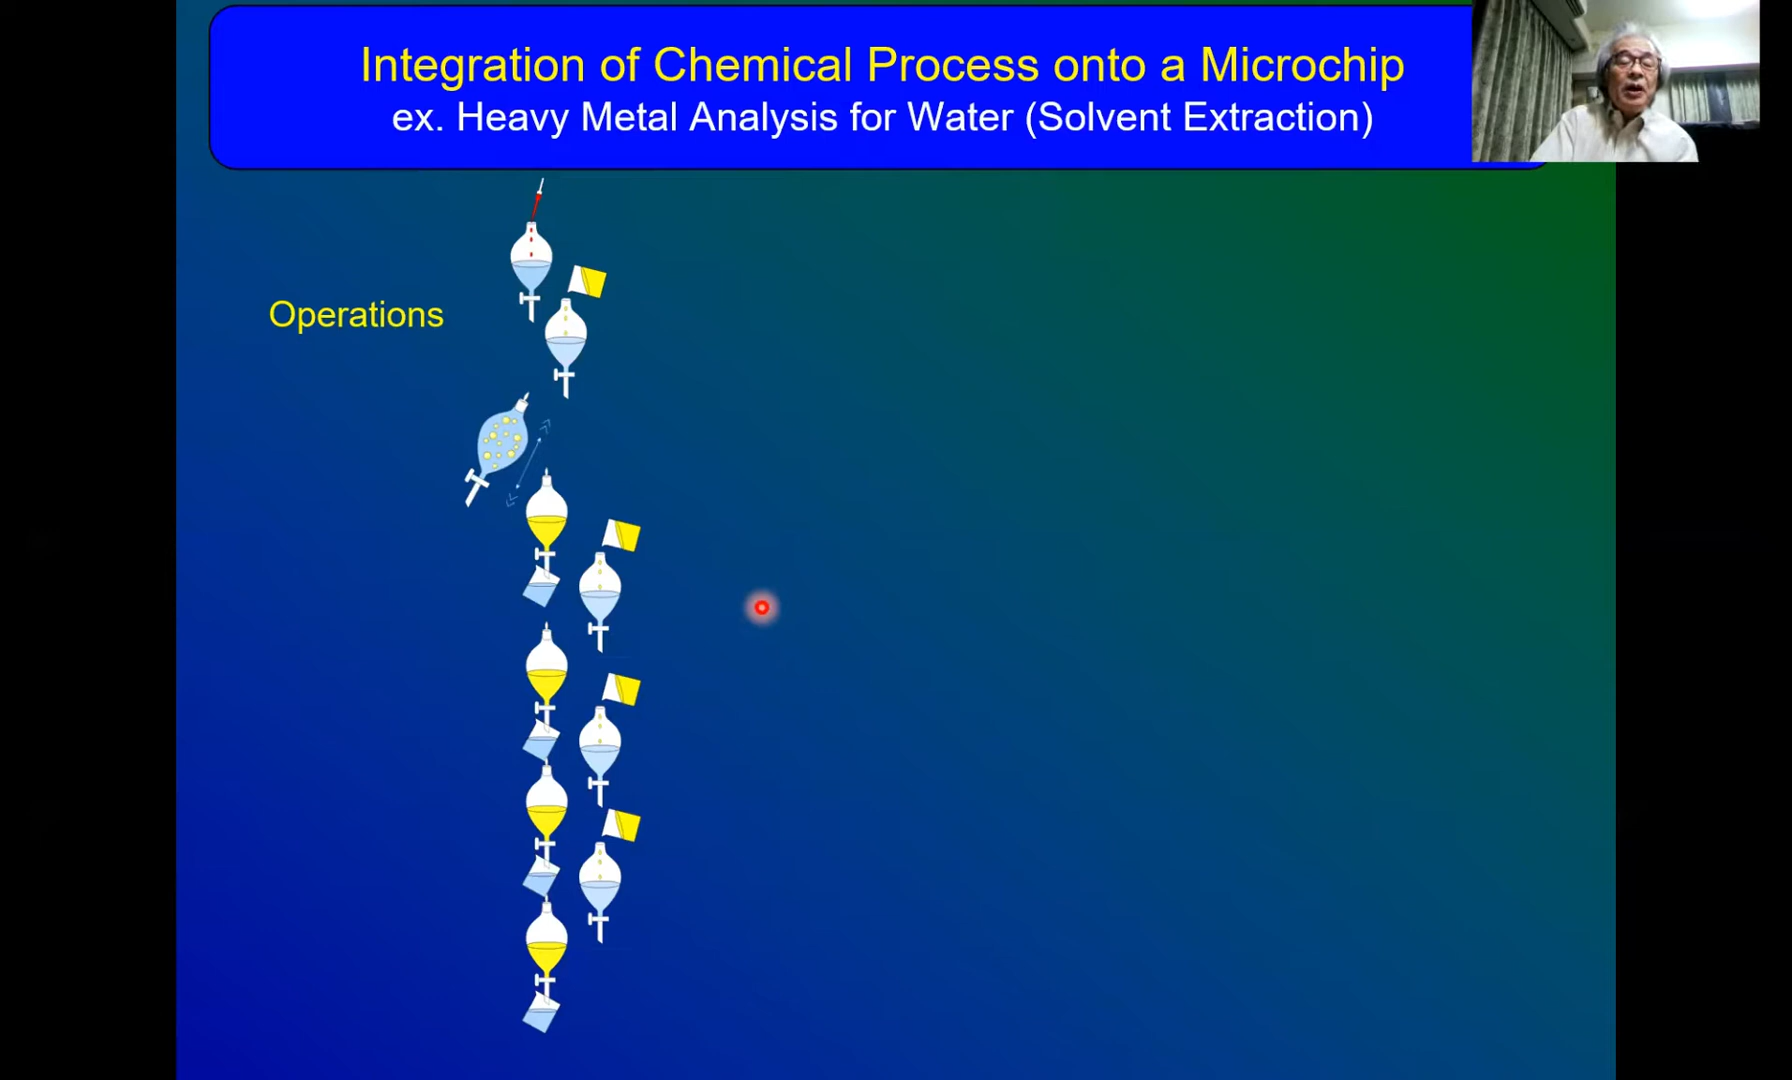 Integration of Chemical Process onto a Microchip
ex. Heavy Metal Analysis for Water (Solvent Extraction)
Operations